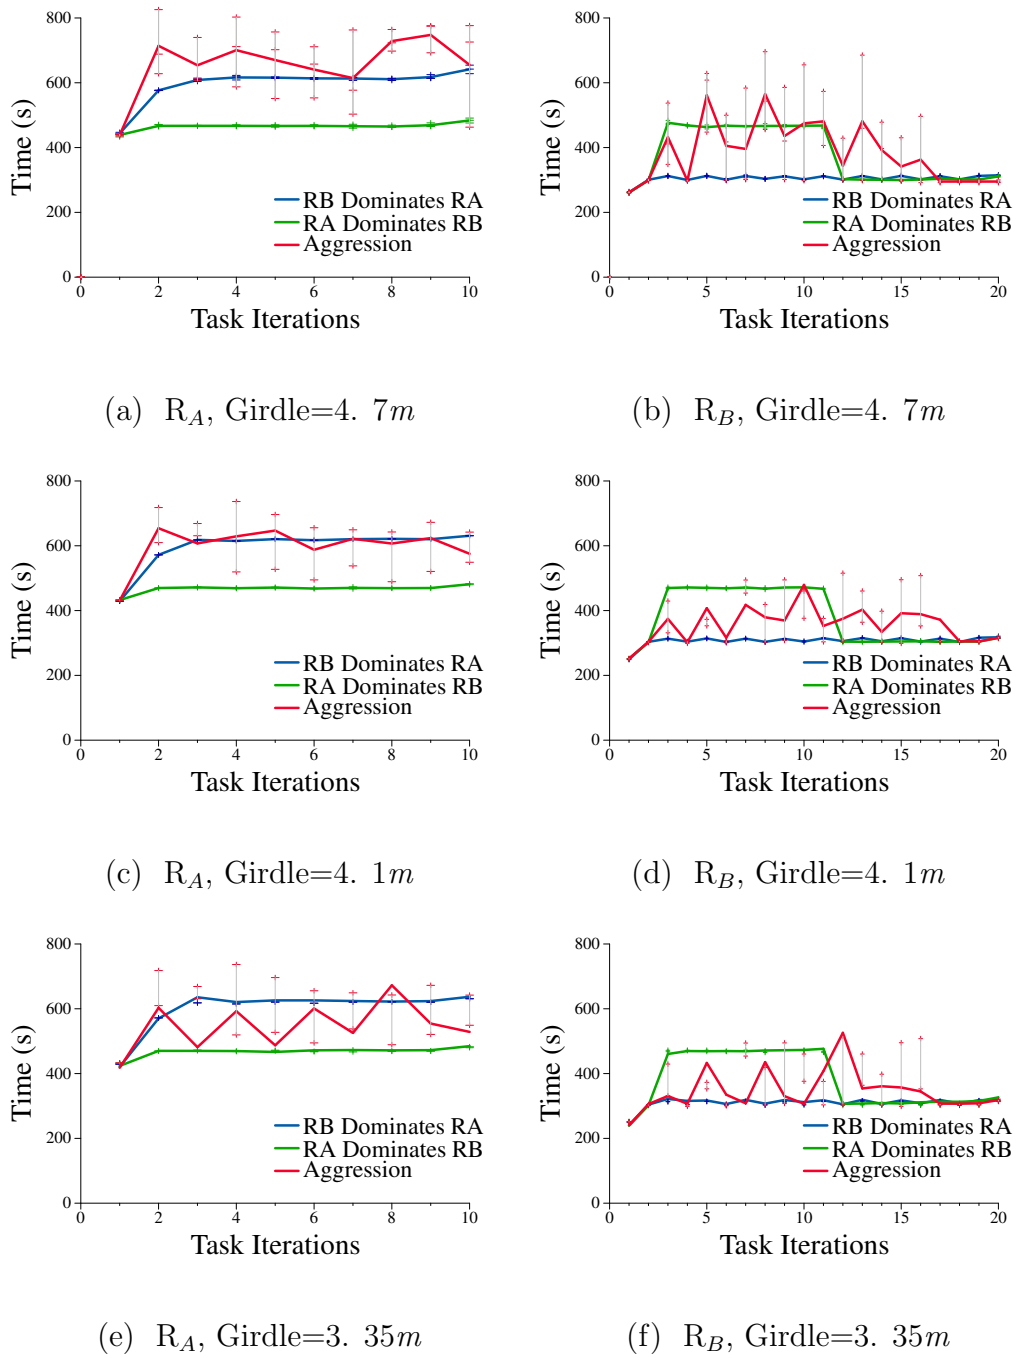 800
600
400
200
0
Time (s)
RB Dominates RA
RA Dominates RB
Aggression
0 2 4 6 8 10
Task Iterations
(a) R_A, Girdle=4. 7m
800
600
400
200
0
Time (s)
RB Dominates RA
RA Dominates RB
Aggression
0 5 10 15 20
Task Iterations
(b) R_B, Girdle=4. 7m
800
600
400
200
0
Time (s)
RB Dominates RA
RA Dominates RB
Aggression
0 2 4 6 8 10
Task Iterations
(c) R_A, Girdle=4. 1m
800
600
400
200
0
Time (s)
RB Dominates RA
RA Dominates RB
Aggression
0 5 10 15 20
Task Iterations
(d) R_B, Girdle=4. 1m
800
600
400
200
0
Time (s)
RB Dominates RA
RA Dominates RB
Aggression
0 2 4 6 8 10
Task Iterations
(e) R_A, Girdle=3. 35m
800
600
400
200
0
Time (s)
RB Dominates RA
RA Dominates RB
Aggression
0 5 10 15 20
Task Iterations
(f) R_B, Girdle=3. 35m